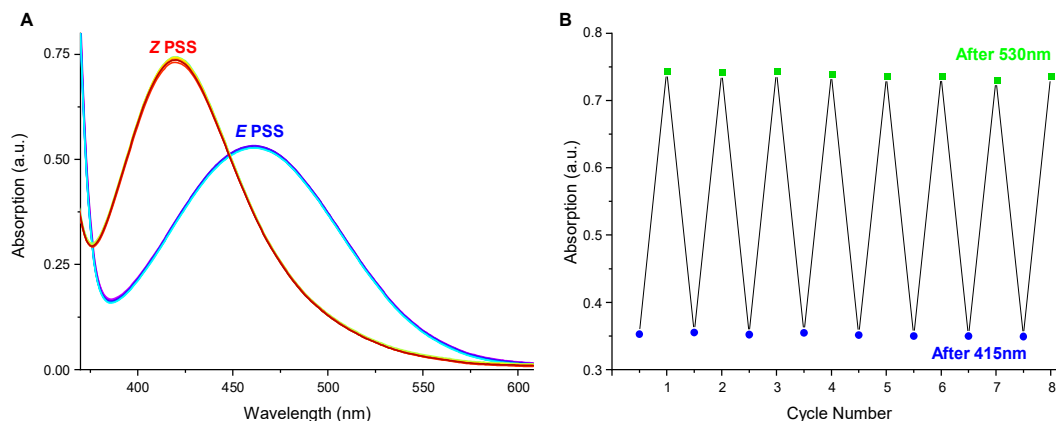 A
Z PSS
E PSS
0.75
0.50
0.25
0.00
Absorption (a.u.)
400
450
500
550
600
Wavelength (nm)
B
After 530nm
After 415nm
0.8
0.7
0.6
0.5
0.4
0.3
Absorption (a.u.)
1
2
3
4
5
6
7
8
Cycle Number